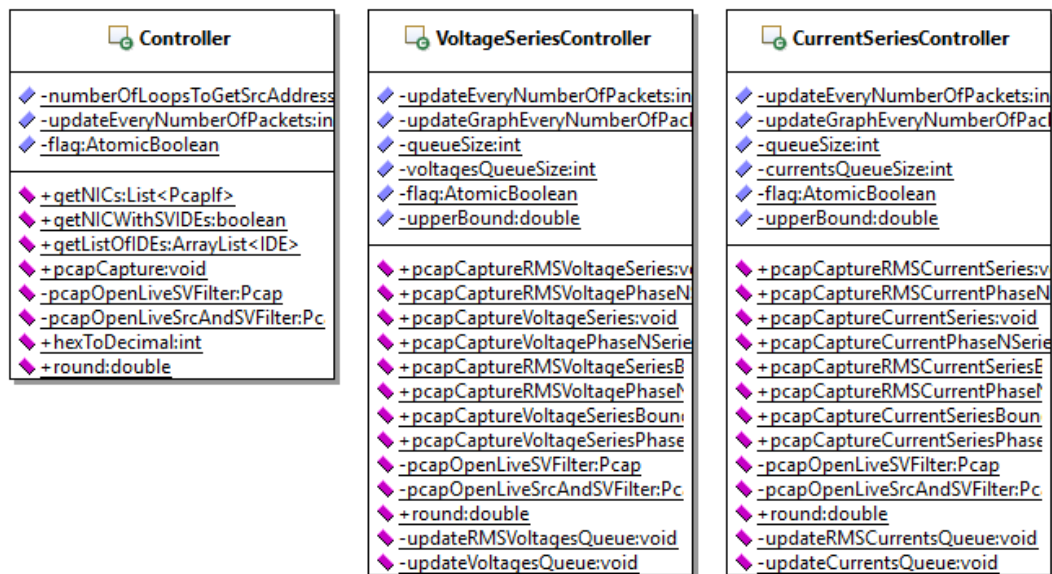 Controller
-numberOfLoopsToGetSrcAddress
-updateEveryNumberOfPackets:in
-flag:AtomicBoolean
+getNICs:List<PcapIf>
+getNICWithSVIDEs:boolean
+getListOfIDEs:ArrayList<IDE>
+pcapCapture:void
-pcapOpenLiveSVFilter:Pcap
-pcapOpenLiveSrcAndSVFilter:Pc
+hexToDecimal:int
+round:double
VoltageSeriesController
-updateEveryNumberOfPackets:in
-updateGraphEveryNumberOfPac
-queueSize:int
-voltagesQueueSize:int
-flag:AtomicBoolean
-upperBound:double
+pcapCaptureRMSVoltageSeries:v
+pcapCaptureRMSVoltagePhaseN
+pcapCaptureVoltageSeries:void
+pcapCaptureVoltagePhaseNSerie
+pcapCaptureRMSVoltageSeriesB
+pcapCaptureRMSVoltagePhaseN
+pcapCaptureVoltageSeriesBoun
+pcapCaptureVoltageSeriesPhase
-pcapOpenLiveSVFilter:Pcap
-pcapOpenLiveSrcAndSVFilter:Pc
+round:double
-updateRMSVoltagesQueue:void
-updateVoltagesQueue:void
CurrentSeriesController
-updateEveryNumberOfPackets:in
-updateGraphEveryNumberOfPac
-queueSize:int
-currentsQueueSize:int
-flag:AtomicBoolean
-upperBound:double
+pcapCaptureRMSCurrentSeries:v
+pcapCaptureRMSCurrentPhaseN
+pcapCaptureCurrentSeries:void
+pcapCaptureCurrentPhaseNSerie
+pcapCaptureRMSCurrentSeriesB
+pcapCaptureRMSCurrentPhaseN
+pcapCaptureCurrentSeriesBoun
+pcapCaptureCurrentSeriesPhase
-pcapOpenLiveSVFilter:Pcap
-pcapOpenLiveSrcAndSVFilter:Pc
+round:double
-updateRMSCurrentsQueue:void
-updateCurrentsQueue:void